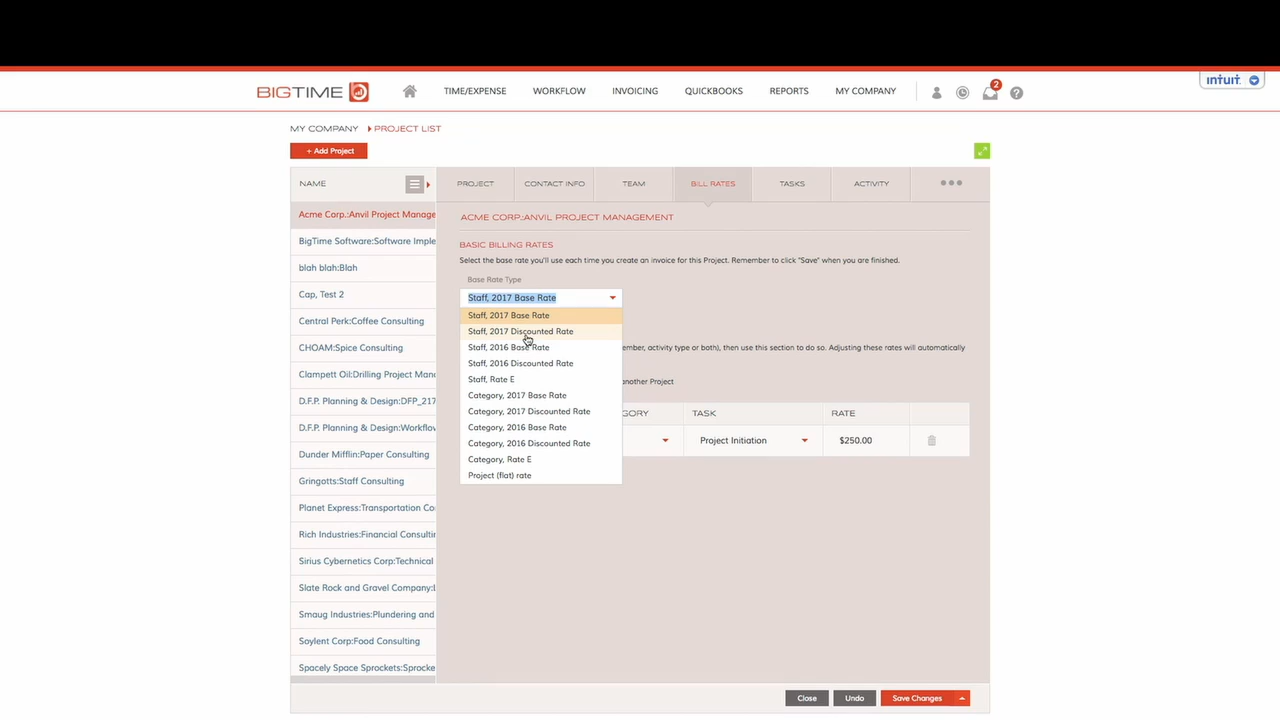 intuit
BIGTIME
TIME/EXPENSE
WORKFLOW
INVOICING
QUICKBOOKS
REPORTS
MY COMPANY
2
?
MY COMPANY
PROJECT LIST
+ Add Project
NAME
PROJECT
CONTACT INFO
TEAM
BILL RATES
TASKS
ACTIVITY
Acme Corp.:Anvil Project Manage
BigTime Software:Software Imple
blah blah:Blah
Cap, Test 2
Central Perk:Coffee Consulting
CHOAM:Spice Consulting
Clampett Oil:Drilling Project Man
D.F.P. Planning & Design:DFP_217
D.F.P. Planning & Design:Workflow
Dunder Mifflin:Paper Consulting
Gringotts:Staff Consulting
Planet Express:Transportation Co
Rich Industries:Financial Consultin
Sirius Cybernetics Corp:Technical
Slate Rock and Gravel Company:
Smaug Industries:Plundering and
Soylent Corp:Food Consulting
Spacely Space Sprockets:Sprocke
ACME CORP.:ANVIL PROJECT MANAGEMENT
BASIC BILLING RATES
Select the base rate you'll use each time you create an invoice for this Project. Remember to click "Save" when you are finished.
Base Rate Type
Staff, 2017 Base Rate
Staff, 2017 Base Rate
Staff, 2017 Discounted Rate
Staff, 2016 Base Rate
Staff, 2016 Discounted Rate
Staff, Rate E
Category, 2017 Base Rate
Category, 2017 Discounted Rate
Category, 2016 Base Rate
Category, 2016 Discounted Rate
Category, Rate E
Project (flat) rate
ember, activity type or both), then use this section to do so. Adjusting these rates will automatically
another Project
GORY
TASK
RATE
Project Initiation
$250.00
Close
Undo
Save Changes